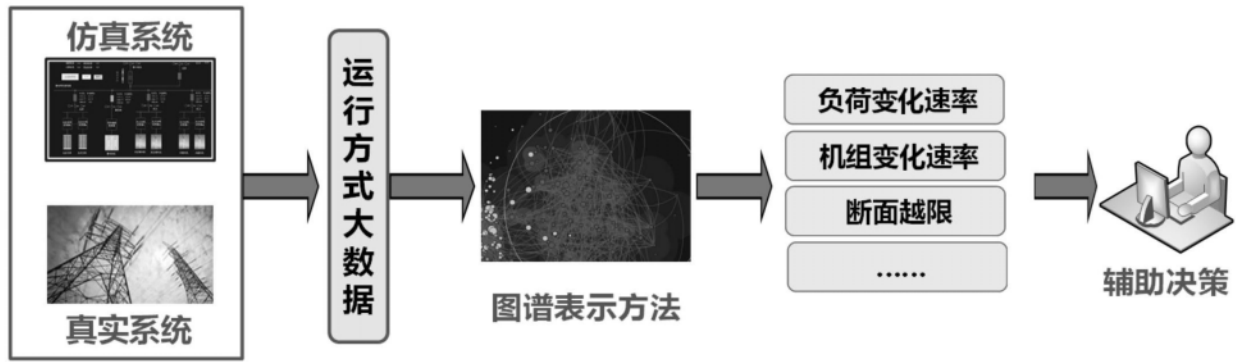 仿真系统
真实系统
运行方式大数据
图谱表示方法
负荷变化速率
机组变化速率
断面越限
……
辅助决策